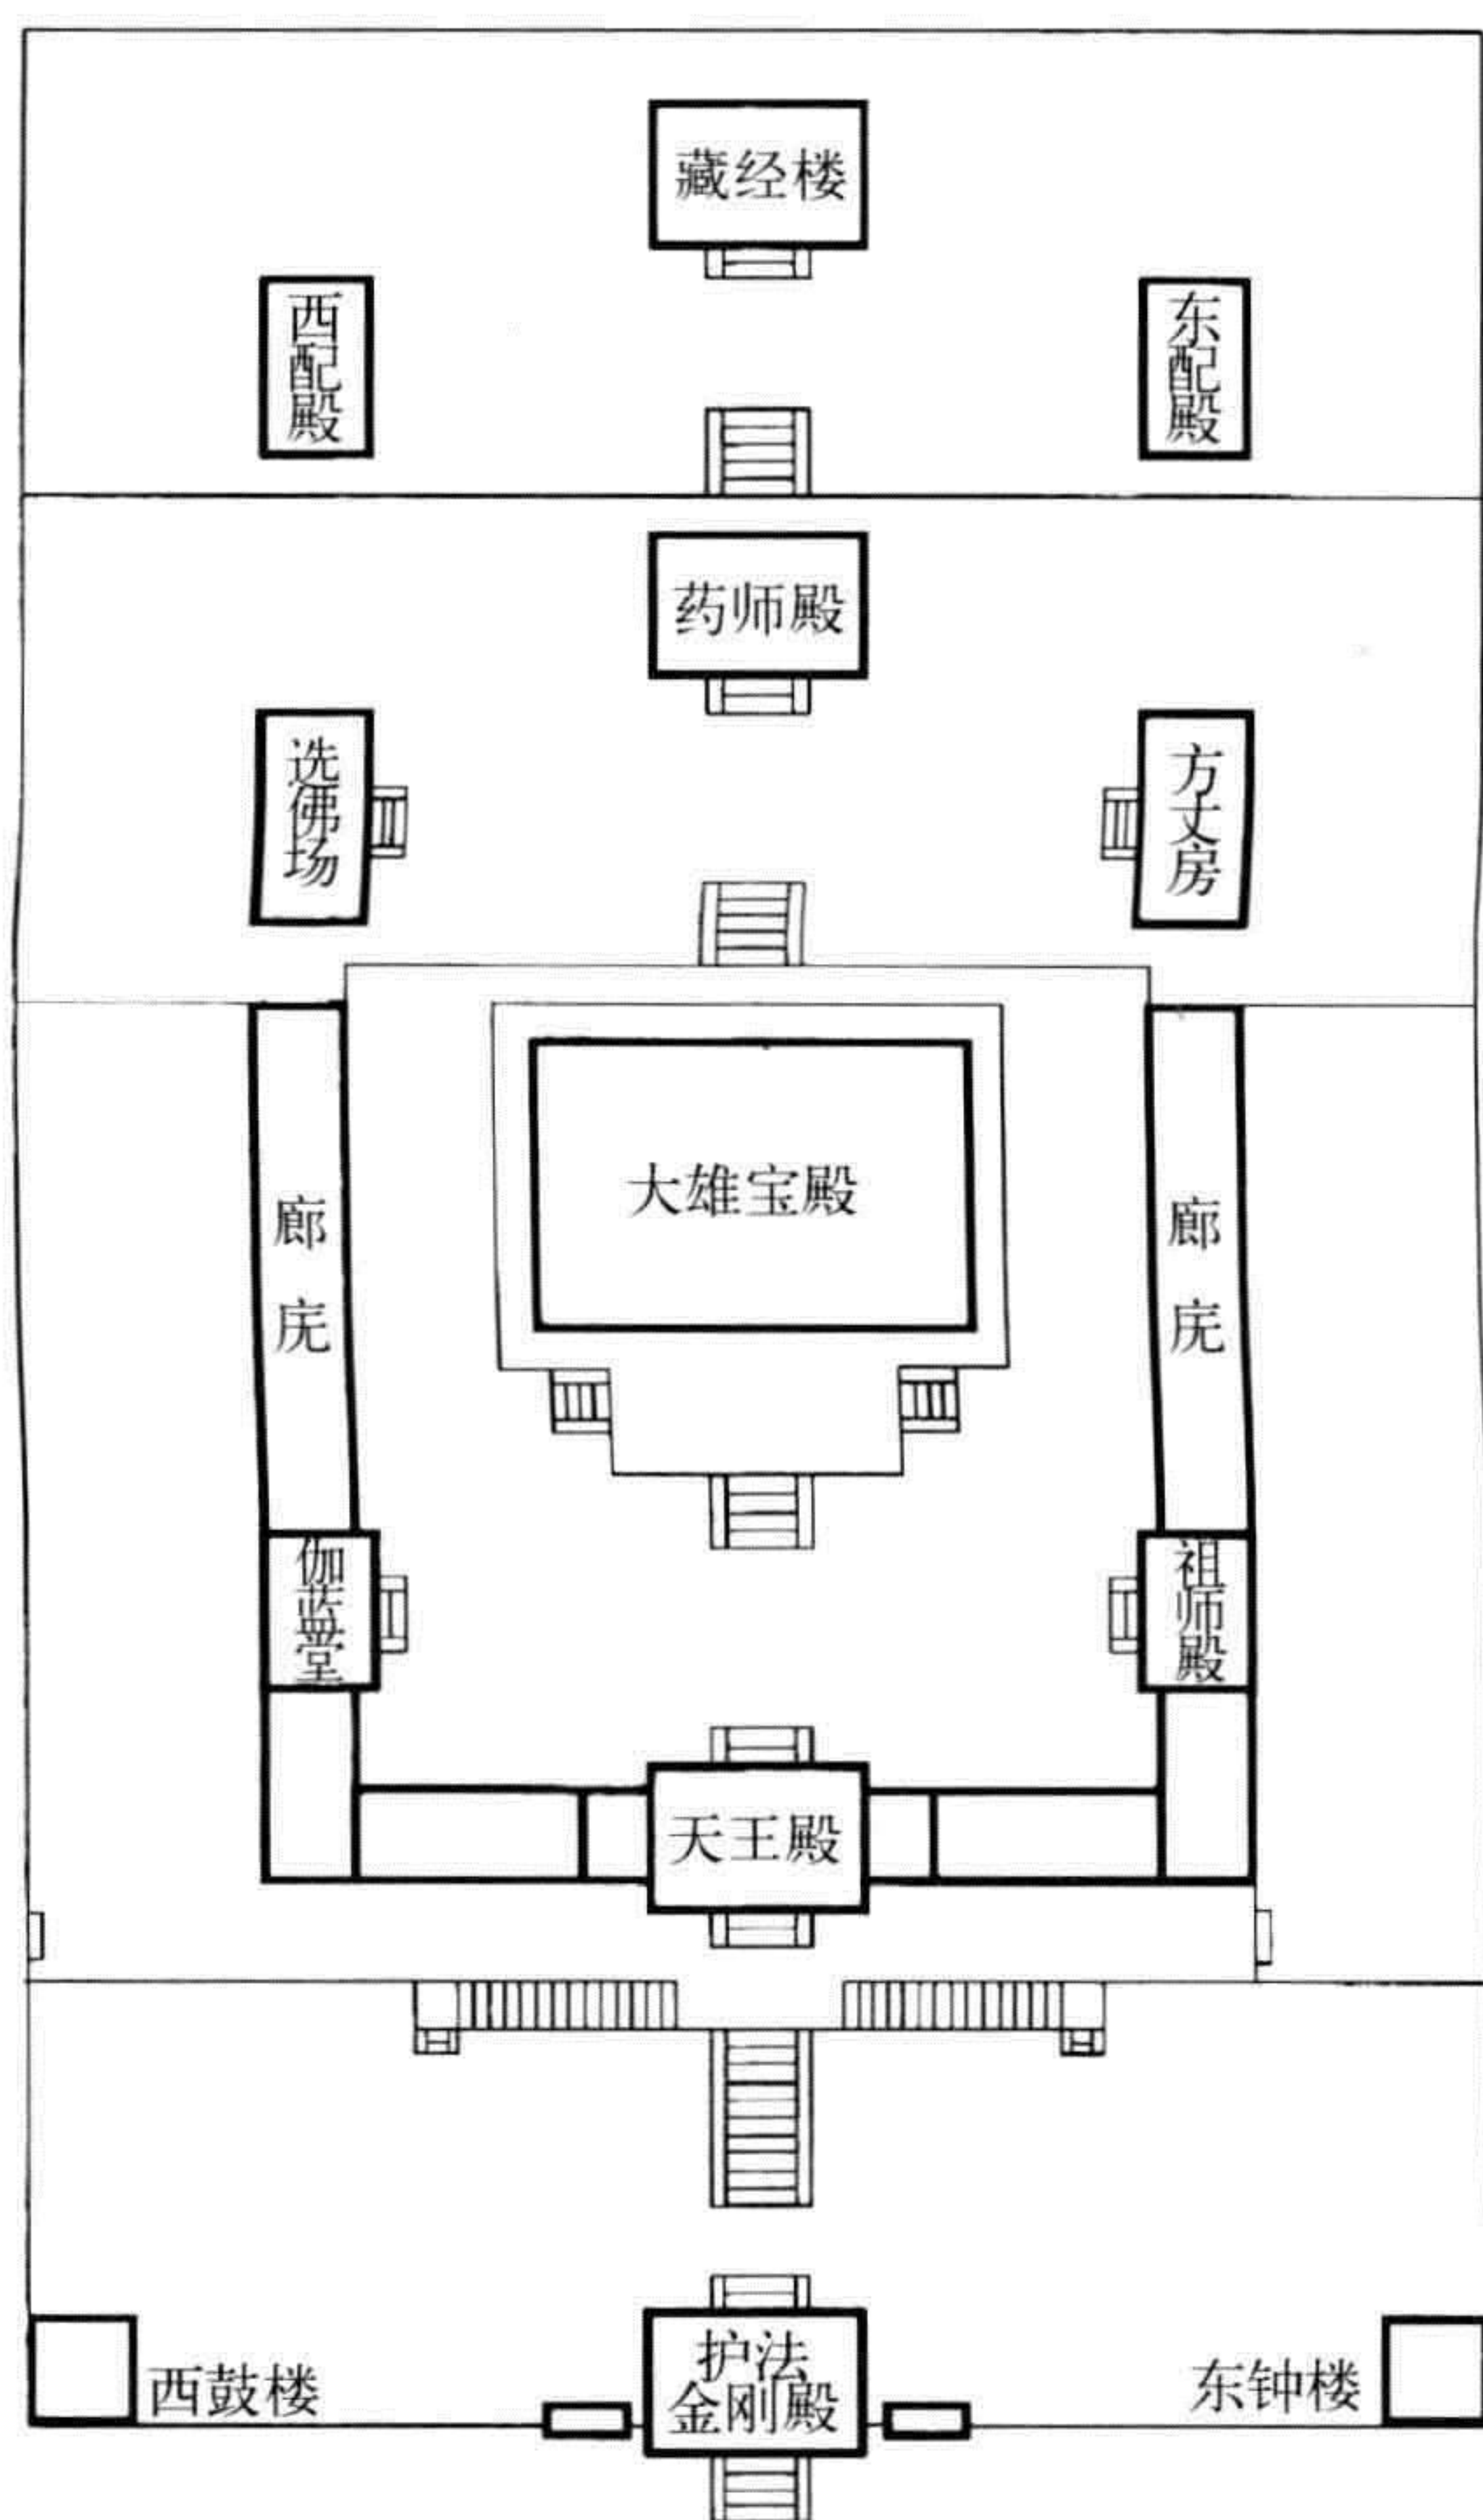 藏经楼
西配殿
东配殿
药师殿
选佛场
方丈房
大雄宝殿
廊庑
廊庑
伽蓝堂
祖师殿
天王殿
护法
金刚殿
西鼓楼
东钟楼